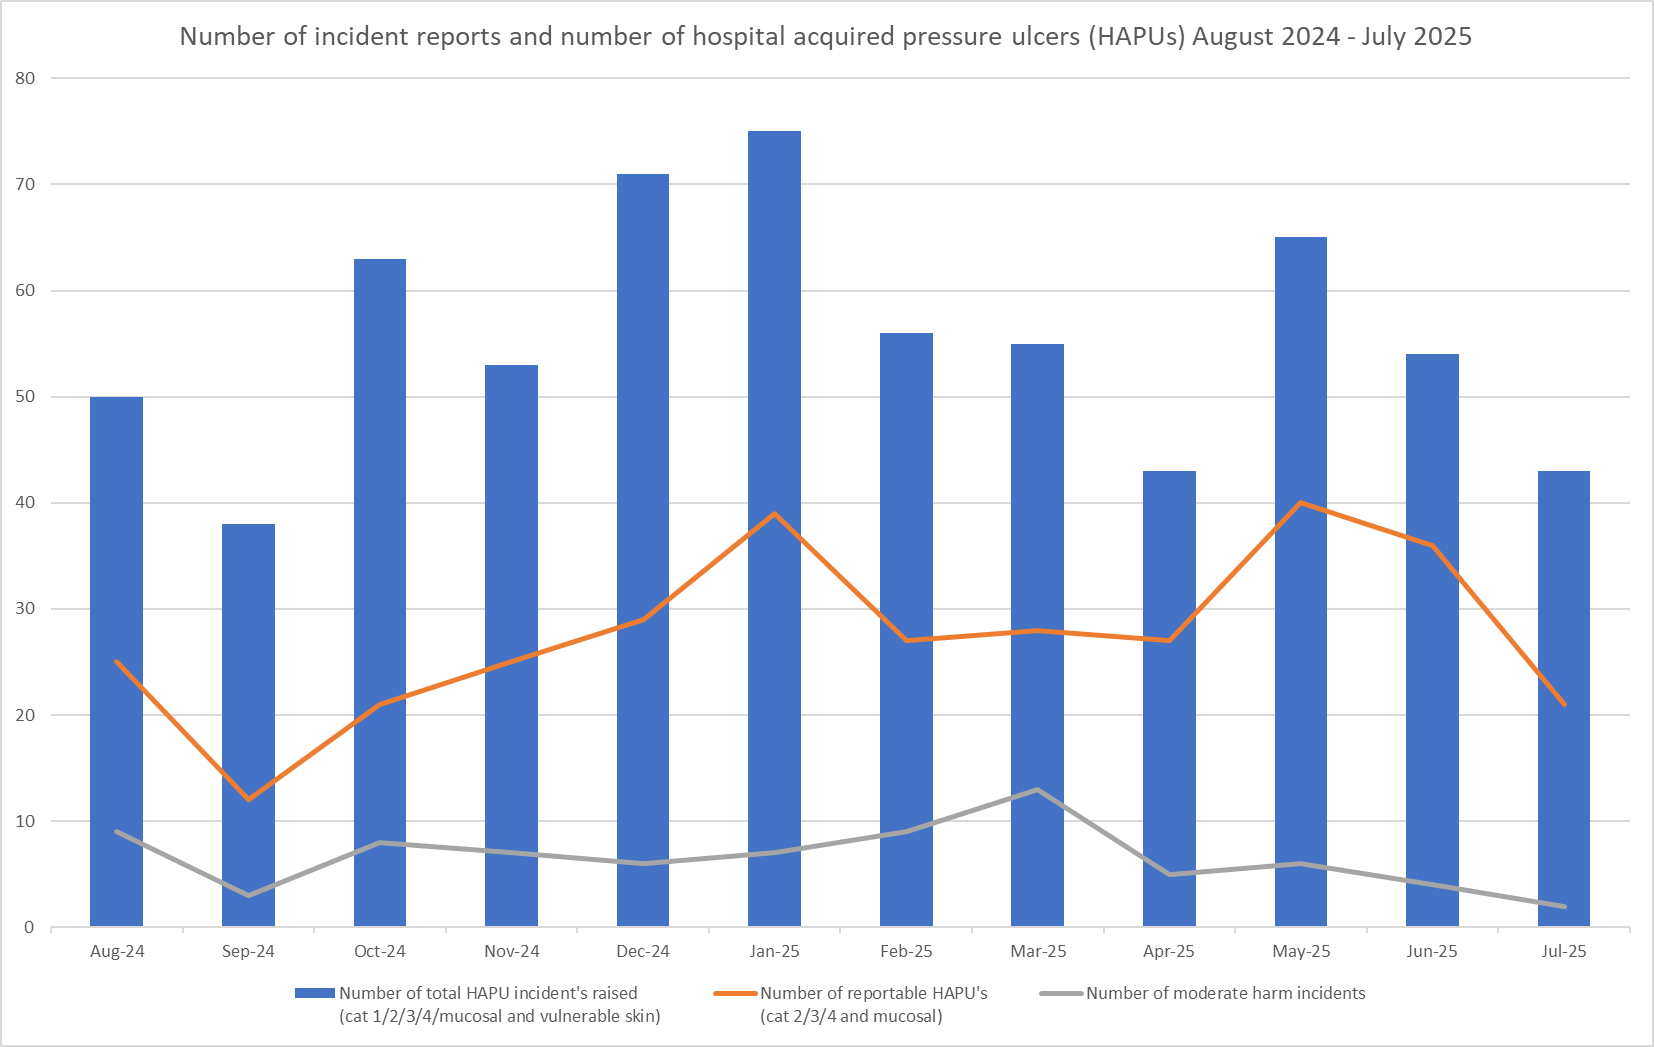 Number of incident reports and number of hospital acquired pressure ulcers (HAPUs) August 2024 - July 2025
80
70
60
50
40
30
20
10
0
Aug-24 Sep-24 Oct-24 Nov-24 Dec-24 Jan-25 Feb-25 Mar-25 Apr-25 May-25 Jun-25 Jul-25
Number of total HAPU incident's raised
(cat 1/2/3/4/mucosal and vulnerable skin)
Number of reportable HAPU's
(cat 2/3/4 and mucosal)
Number of moderate harm incidents